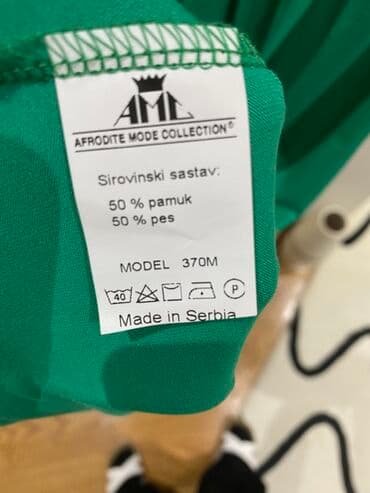 AMC
AFRODITE MODE COLLECTION®
Sirovinski sastav:
50 % pamuk
50 % pes
MODEL 370M
40 P
Made in Serbia